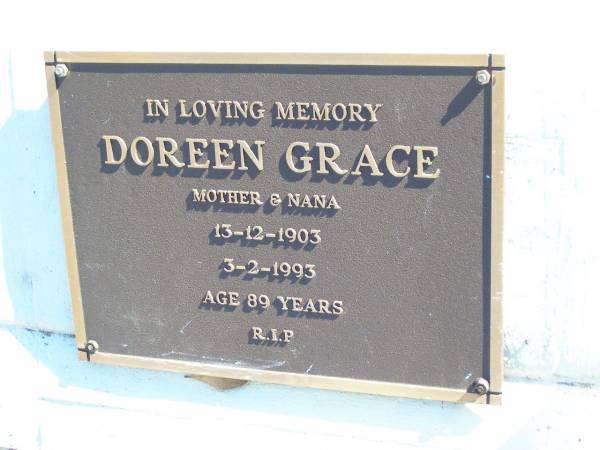 IN LOVING MEMORY
DOREEN GRACE
MOTHER & NANA
13-12-1903
3-2-1993
AGE 89 YEARS
R.I.P